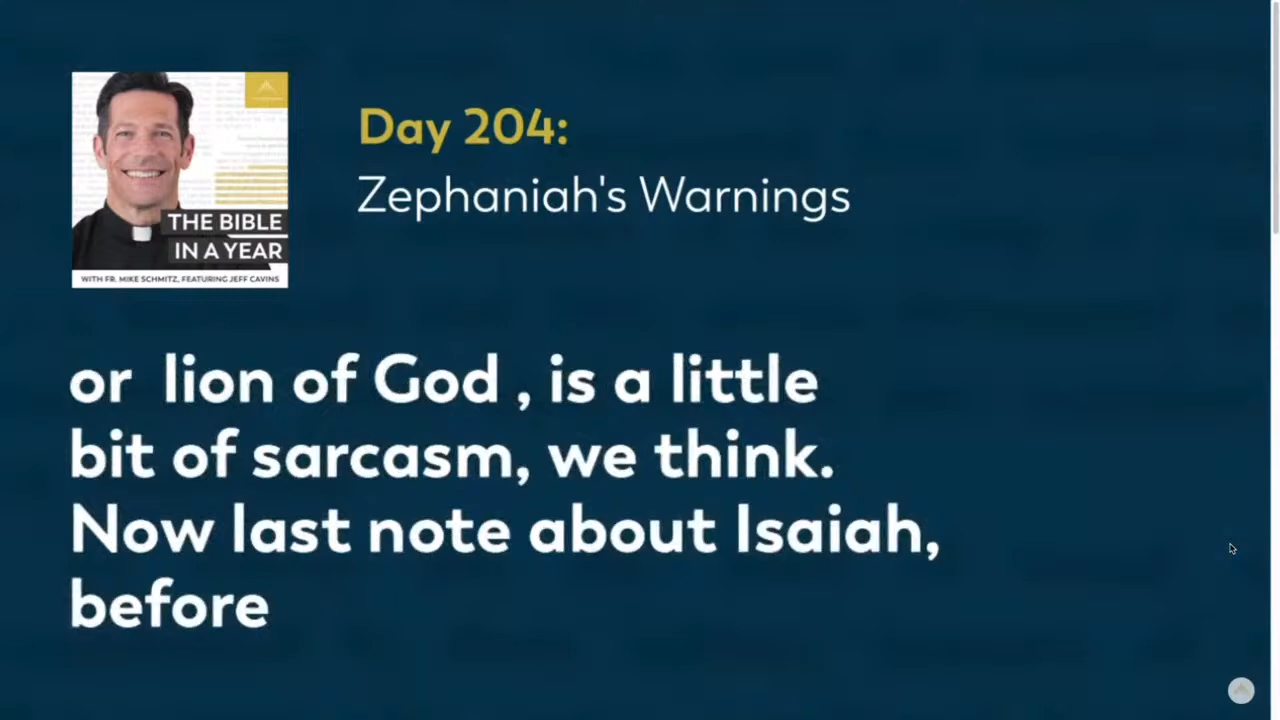 Day 204:
Zephaniah's Warnings
THE BIBLE
IN A YEAR
WITH FR. MIKE SCHMITZ, FEATURING JEFF CAVINS
or lion of God , is a little
bit of sarcasm, we think.
Now last note about Isaiah,
before